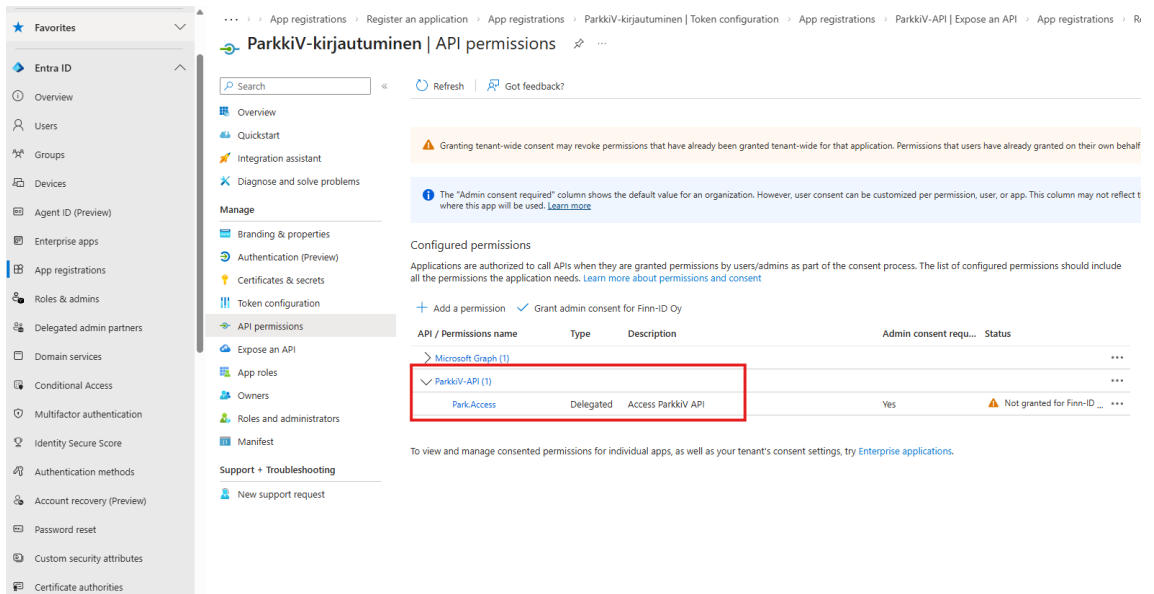 ··· > > App registrations > Register an application > App registrations > ParkkiV-kirjautuminen | Token configuration > App registrations > ParkkiV-API | Expose an API > App registrations >
ParkkiV-kirjautuminen | API permissions ···
Favorites
Entra ID
Overview
Users
Groups
Devices
Agent ID (Preview)
Enterprise apps
App registrations
Roles & admins
Delegated admin partners
Domain services
Conditional Access
Multifactor authentication
Identity Secure Score
Authentication methods
Account recovery (Preview)
Password reset
Custom security attributes
Certificate authorities
Search «
Overview
Quickstart
Integration assistant
Diagnose and solve problems
Manage
Branding & properties
Authentication (Preview)
Certificates & secrets
Token configuration
API permissions
Expose an API
App roles
Owners
Roles and administrators
Manifest
Support + Troubleshooting
New support request
Refresh | Got feedback?
Granting tenant-wide consent may revoke permissions that have already been granted tenant-wide for that application. Permissions that users have already granted on their own behalf
The "Admin consent required" column shows the default value for an organization. However, user consent can be customized per permission, user, or app. This column may not reflect
where this app will be used. Learn more
Configured permissions
Applications are authorized to call APIs when they are granted permissions by users/admins as part of the consent process. The list of configured permissions should include
all the permissions the application needs. Learn more about permissions and consent
Add a permission Grant admin consent for Finn-ID Oy
API / Permissions name Type Description Admin consent requ... Status
Microsoft Graph (1) ···
ParkkiV-API (1) ···
Park.Access Delegated Access ParkkiV API Yes Not granted for Finn-ID ... ···
To view and manage consented permissions for individual apps, as well as your tenant's consent settings, try Enterprise applications.